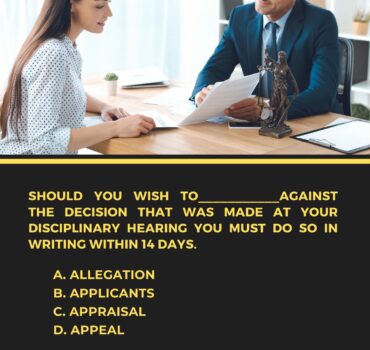 SHOULD YOU WISH TO____________AGAINST
THE DECISION THAT WAS MADE AT YOUR
DISCIPLINARY HEARING YOU MUST DO SO IN
WRITING WITHIN 14 DAYS.
A. ALLEGATION
B. APPLICANTS
C. APPRAISAL
D. APPEAL